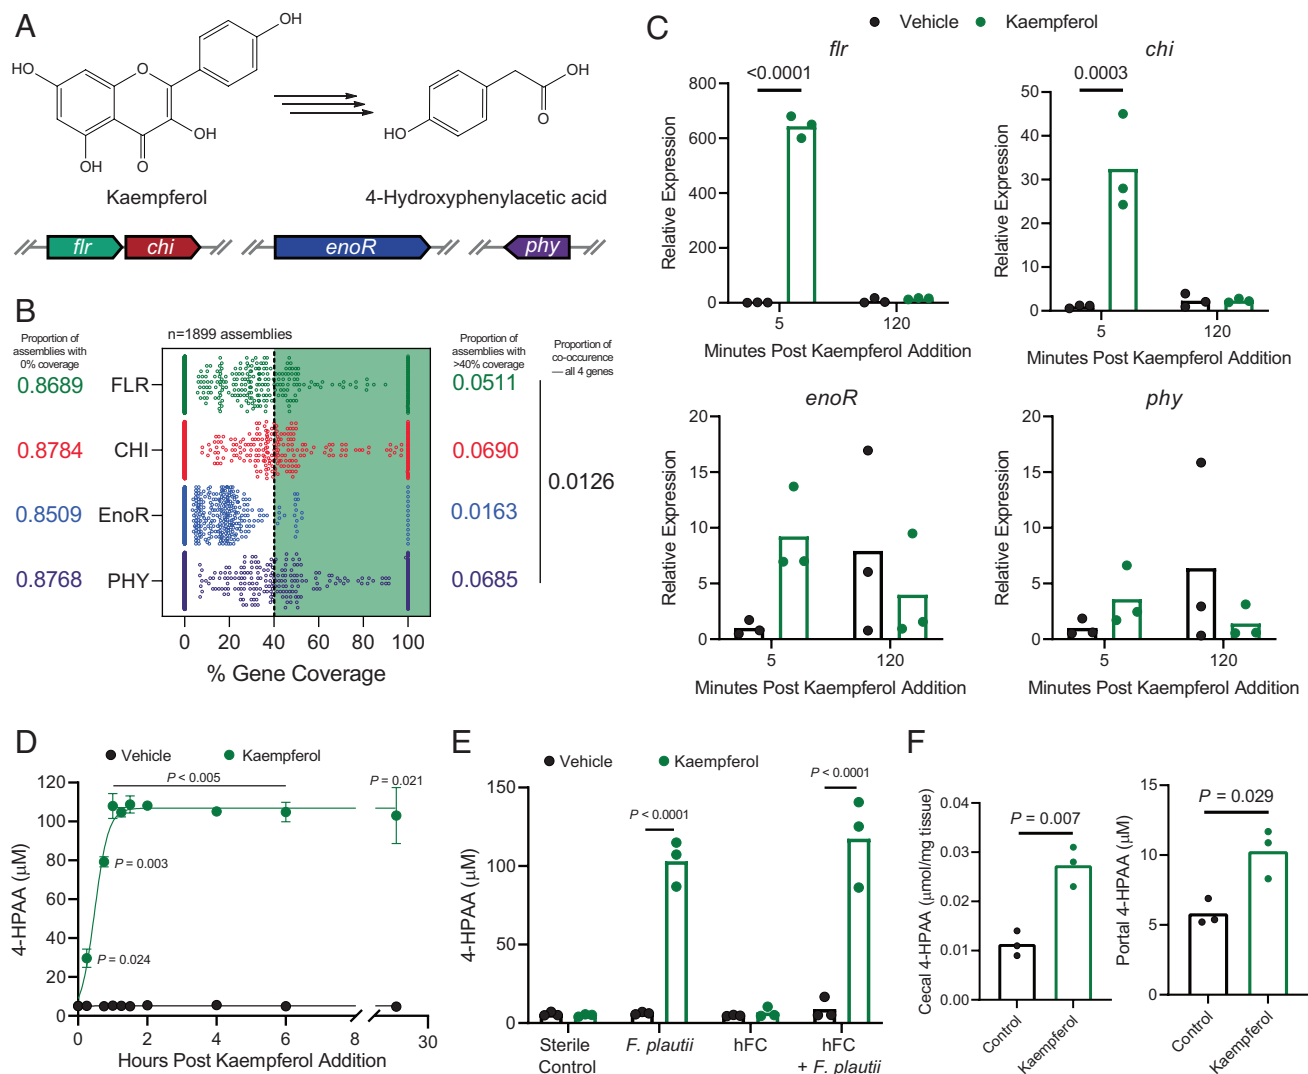 A
OH
HO
O
OH
OH
O
Kaempferol
OH
O
HO
4-Hydroxyphenylacetic acid
flr
chi
enoR
phy
B
Proportion of
assemblies with
0% coverage
n=1899 assemblies
Proportion of
assemblies with
>40% coverage
Proportion of
co-occurence
— all 4 genes
0.8689
FLR
0.0511
0.8784
CHI
0.0690
0.0126
0.8509
EnoR
0.0163
0.8768
PHY
0.0685
0 20 40 60 80 100
% Gene Coverage
C
Vehicle Kaempferol
flr
<0.0001
Relative Expression
800
600
400
200
0
5 120
Minutes Post Kaempferol Addition
chi
0.0003
Relative Expression
50
40
30
20
10
0
5 120
Minutes Post Kaempferol Addition
enoR
Relative Expression
20
15
10
5
0
5 120
Minutes Post Kaempferol Addition
phy
Relative Expression
20
15
10
5
0
5 120
Minutes Post Kaempferol Addition
D
Vehicle Kaempferol
P < 0.005
P = 0.021
P = 0.003
P = 0.024
4-HPAA (μM)
120
100
80
60
40
20
0
0 2 4 6 8 30
Hours Post Kaempferol Addition
E
Vehicle Kaempferol
P < 0.0001
P < 0.0001
4-HPAA (μM)
150
100
50
0
Sterile
Control
F. plautii
hFC
hFC
+ F. plautii
F
P = 0.007
Cecal 4-HPAA (μmol/mg tissue)
0.04
0.03
0.02
0.01
0.00
Control
Kaempferol
P = 0.029
Portal 4-HPAA (μM)
15
10
5
0
Control
Kaempferol